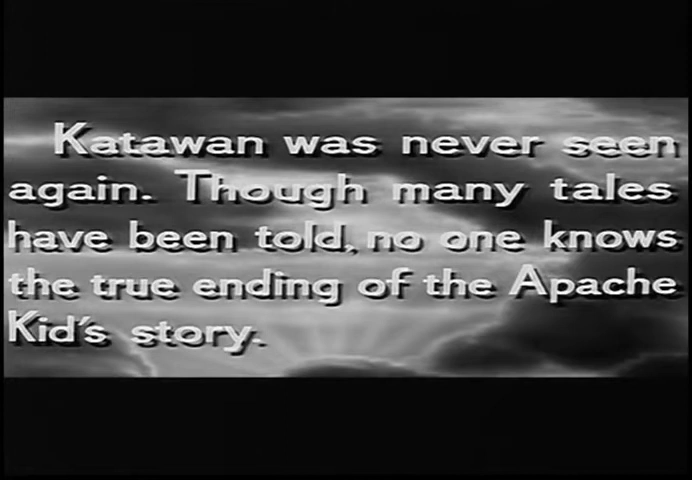 Katawan was never seen
again. Though many tales
have been told, no one knows
the true ending of the Apache
Kid's story.